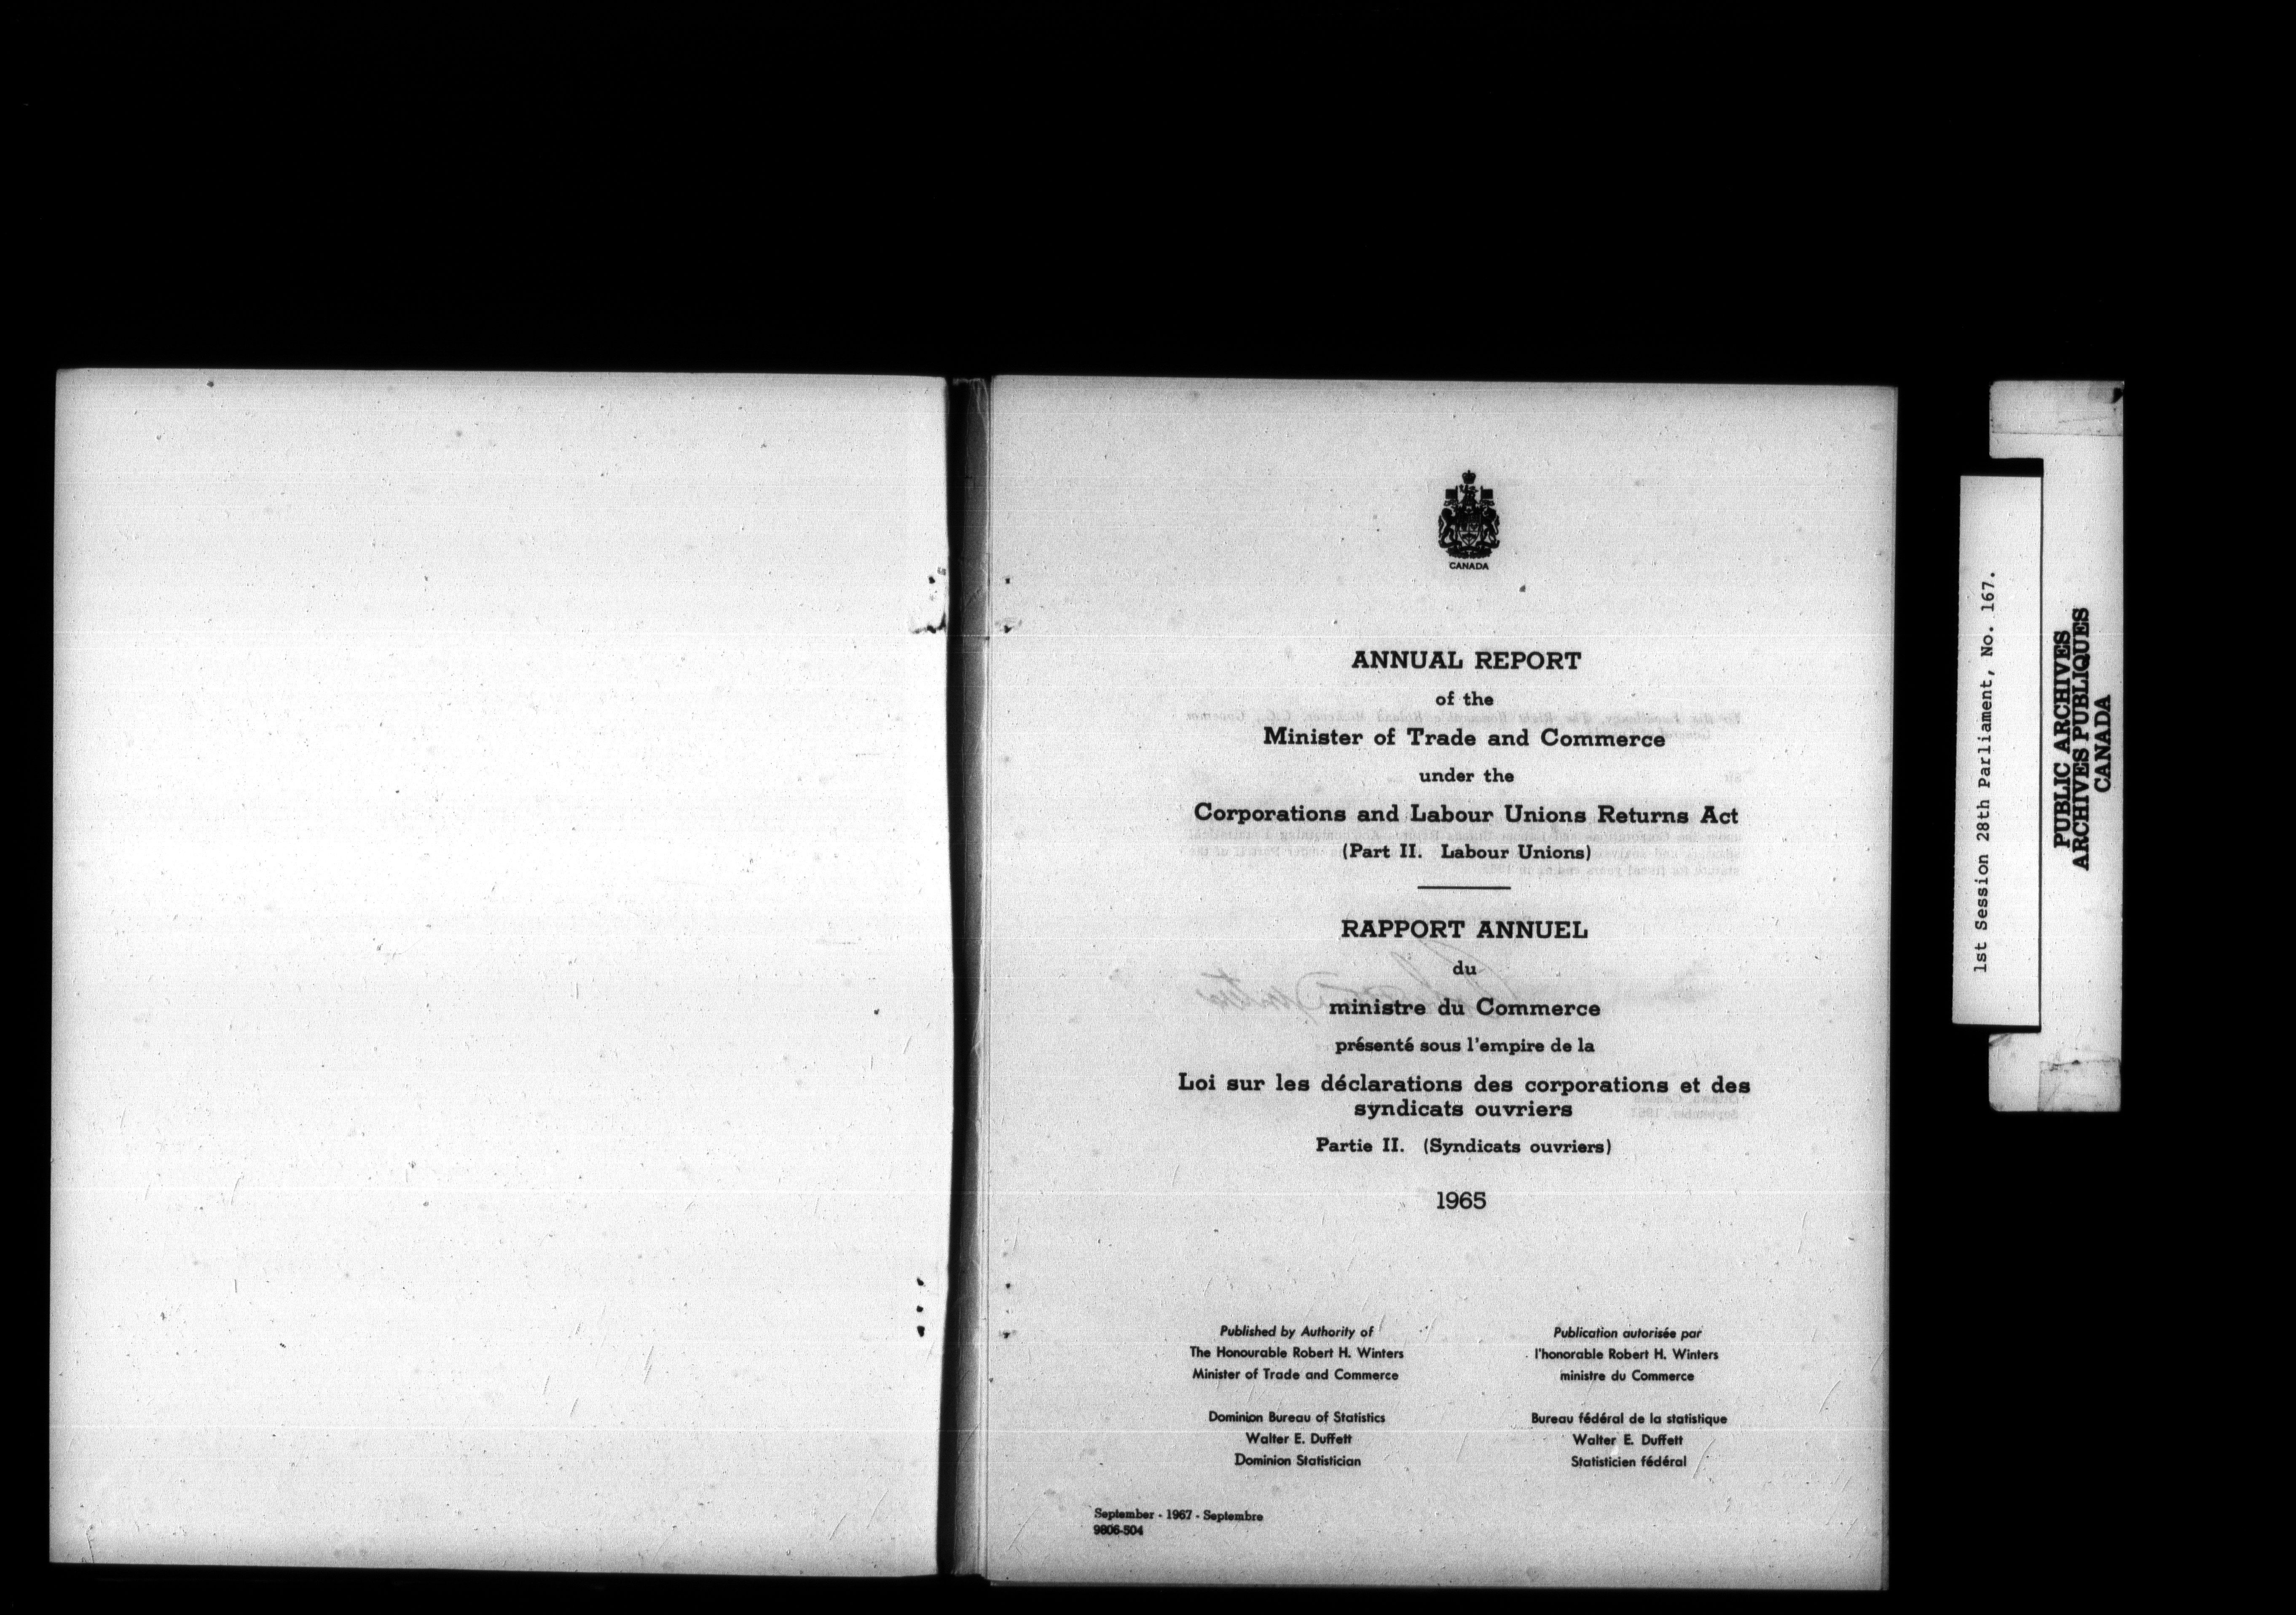 CANADA
ANNUAL REPORT
of the
Minister of Trade and Commerce
under the
Corporations and Labour Unions Returns Act
(Part II. Labour Unions)
RAPPORT ANNUEL
du
ministre du Commerce
présenté sous l'empire de la
Loi sur les déclarations des corporations et des
syndicats ouvriers
Partie II. (Syndicats ouvriers)
1965
Published by Authority of
The Honourable Robert H. Winters
Minister of Trade and Commerce
Dominion Bureau of Statistics
Walter E. Duffett
Dominion Statistician
Publication autorisée par
l'honorable Robert H. Winters
ministre du Commerce
Bureau fédéral de la statistique
Walter E. Duffett
Statisticien fédéral
September - 1967 - Septembre
9806-504
1st Session 28th Parliament, No. 167.
PUBLIC ARCHIVES
ARCHIVES PUBLIQUES
CANADA